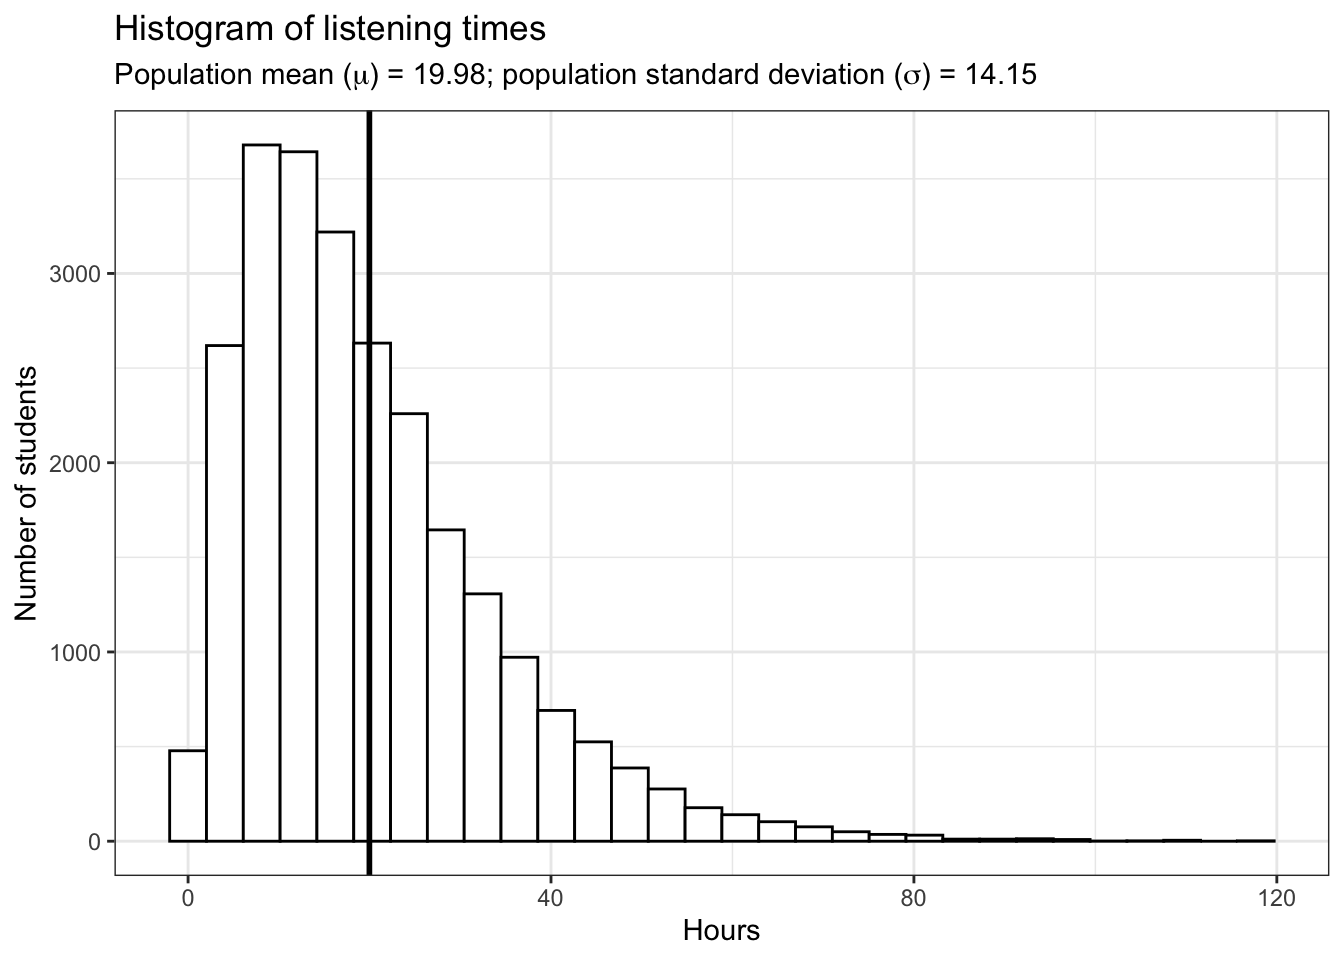 Histogram of listening times
Population mean (μ) = 19.98; population standard deviation (σ) = 14.15
Number of students
3000
2000
1000
0
0 40 80 120
Hours